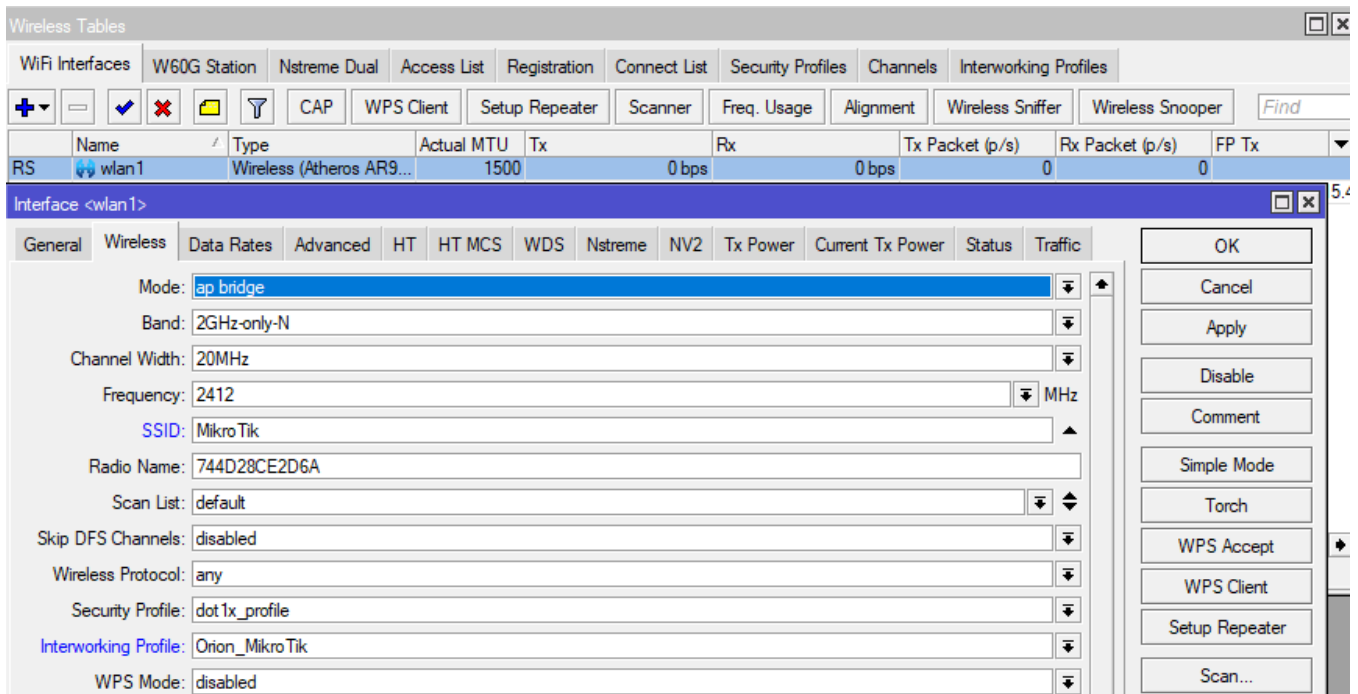 Wireless Tables
WiFi Interfaces W60G Station Nstreme Dual Access List Registration Connect List Security Profiles Channels Interworking Profiles
CAP WPS Client Setup Repeater Scanner Freq. Usage Alignment Wireless Sniffer Wireless Snooper Find
Name Type Actual MTU Tx Rx Tx Packet (p/s) Rx Packet (p/s) FP Tx
RS wlan1 Wireless (Atheros AR9... 1500 0 bps 0 bps 0 0
Interface <wlan1>
General Wireless Data Rates Advanced HT HT MCS WDS Nstreme NV2 Tx Power Current Tx Power Status Traffic
OK
Mode: ap bridge
Cancel
Band: 2GHz-only-N
Apply
Channel Width: 20MHz
Disable
Frequency: 2412 MHz
Comment
SSID: MikroTik
Radio Name: 744D28CE2D6A
Simple Mode
Scan List: default
Torch
Skip DFS Channels: disabled
WPS Accept
Wireless Protocol: any
WPS Client
Security Profile: dot1x_profile
Setup Repeater
Interworking Profile: Orion_MikroTik
Scan...
WPS Mode: disabled